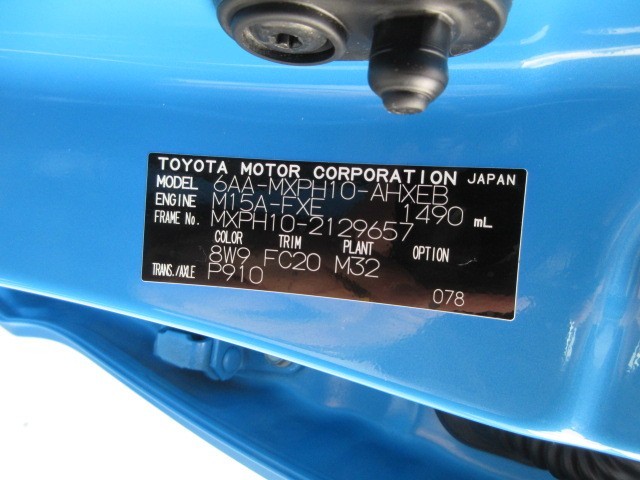 TOYOTA MOTOR CORPORATION JAPAN
MODEL 6AA-MXPH10-AHXEB
ENGINE M15A-FXE 1490 mL
FRAME No. MXPH10-2129657
COLOR TRIM PLANT OPTION
8W9 FC20 M32
TRANS./AXLE P910
078